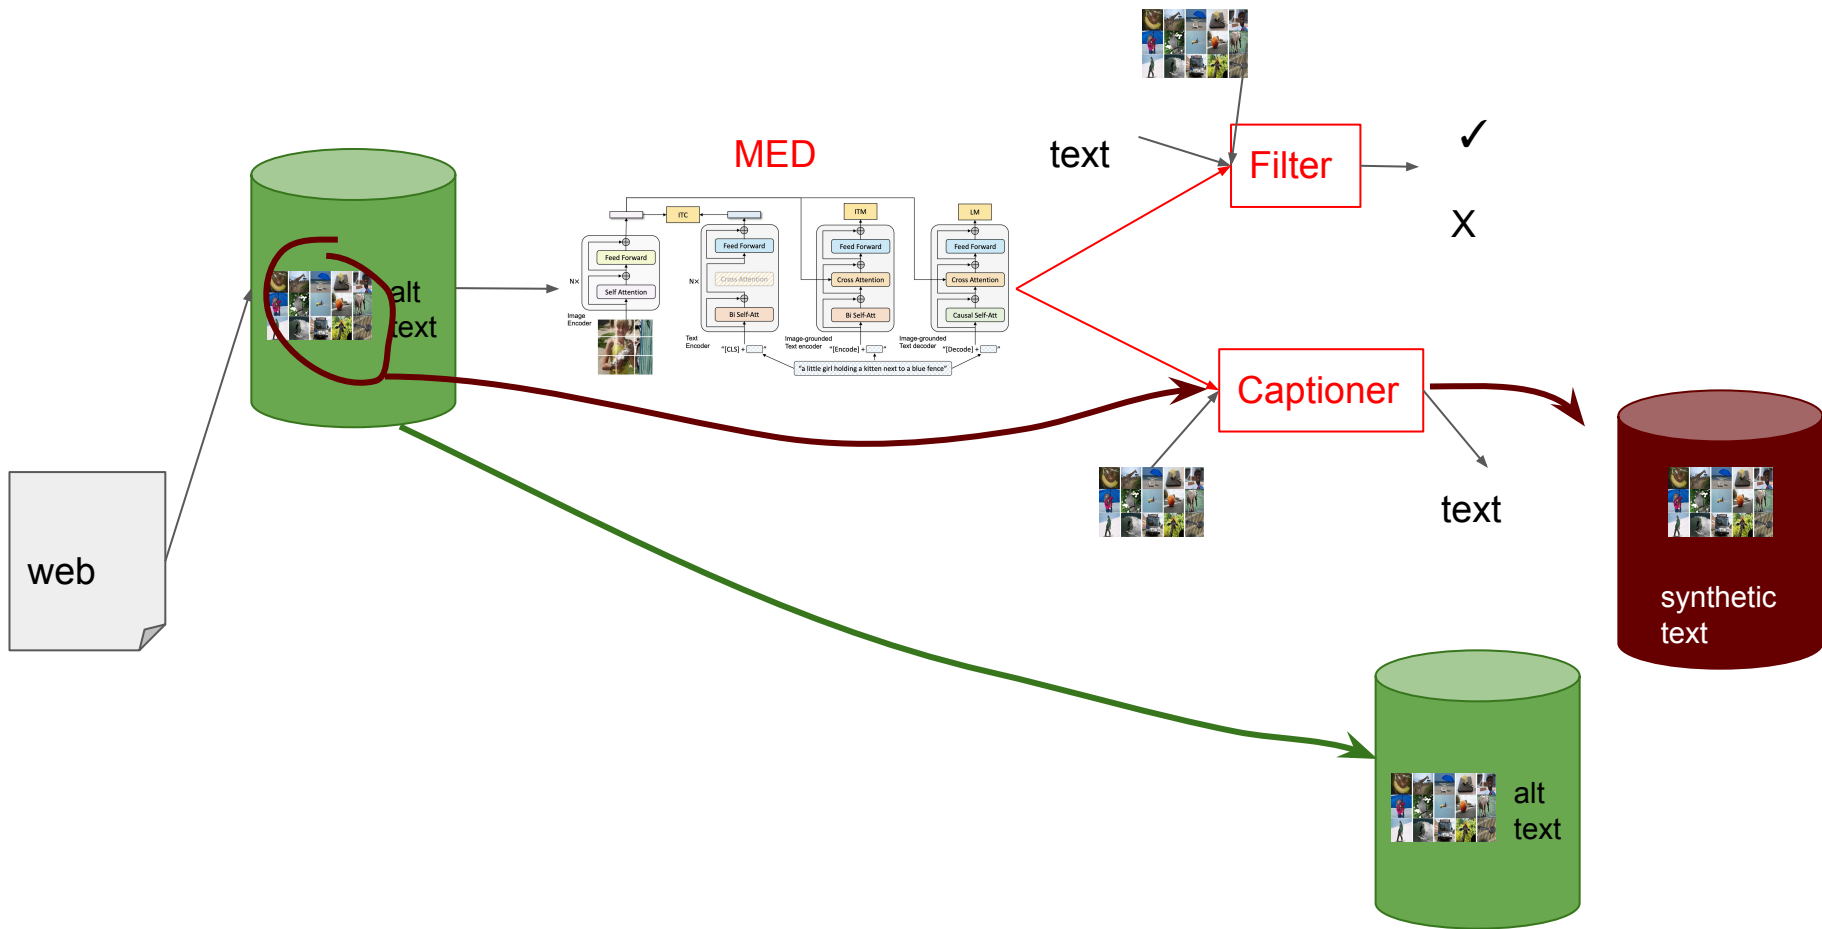 MED
text
Filter
✓
X
web
alt
text
ITC
ITM
LM
Feed Forward
Self Attention
N×
Image
Encoder
Feed Forward
Cross Attention
Bi Self-Att
N×
Text
Encoder
"[CLS] + "
Feed Forward
Cross Attention
Bi Self-Att
Image-grounded
Text encoder
"[Encode] + "
Feed Forward
Cross Attention
Causal Self-Att
Image-grounded
Text decoder
"[Decode] + "
"a little girl holding a kitten next to a blue fence"
Captioner
text
synthetic
text
alt
text